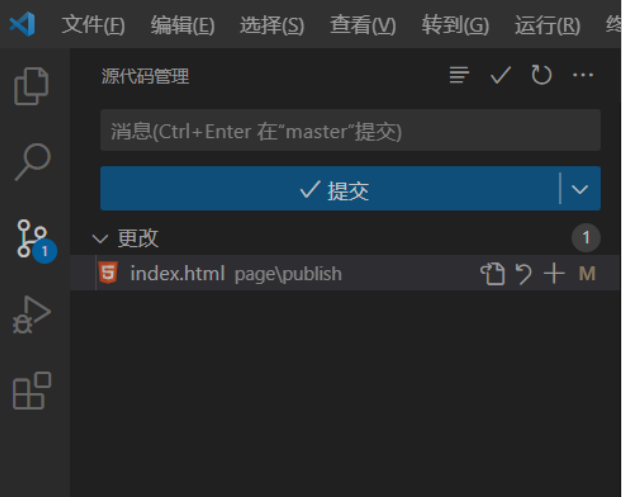 文件(F) 编辑(E) 选择(S) 查看(V) 转到(G) 运行(R)
源代码管理
消息(Ctrl+Enter 在"master"提交)
提交
更改 1
1
index.html page\publish M